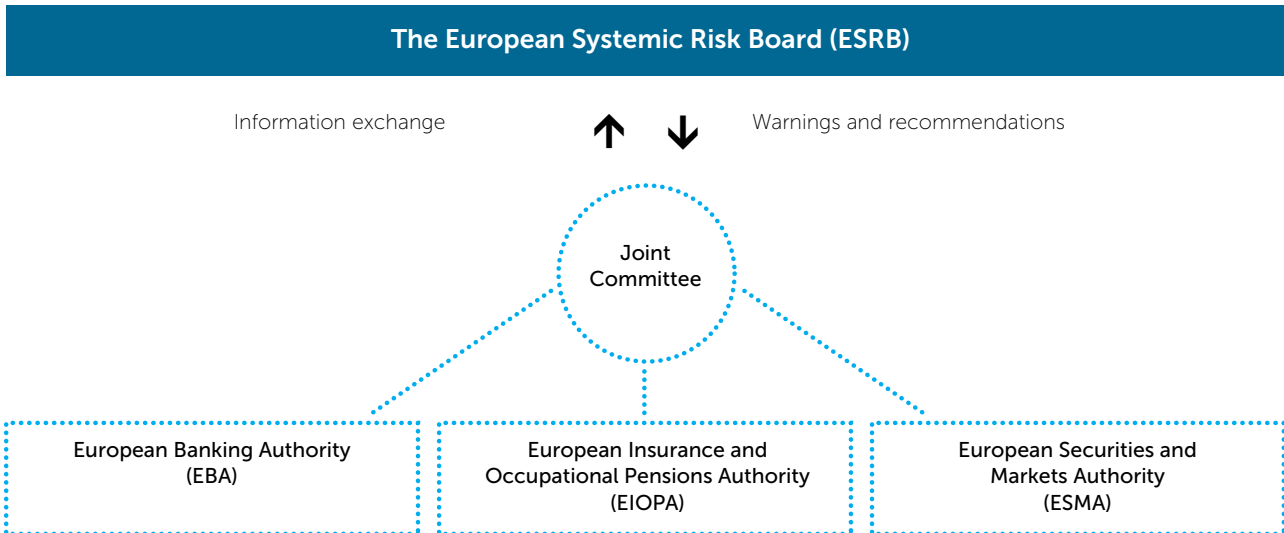 The European Systemic Risk Board (ESRB)
Information exchange
Warnings and recommendations
Joint
Committee
European Banking Authority
(EBA)
European Insurance and
Occupational Pensions Authority
(EIOPA)
European Securities and
Markets Authority
(ESMA)